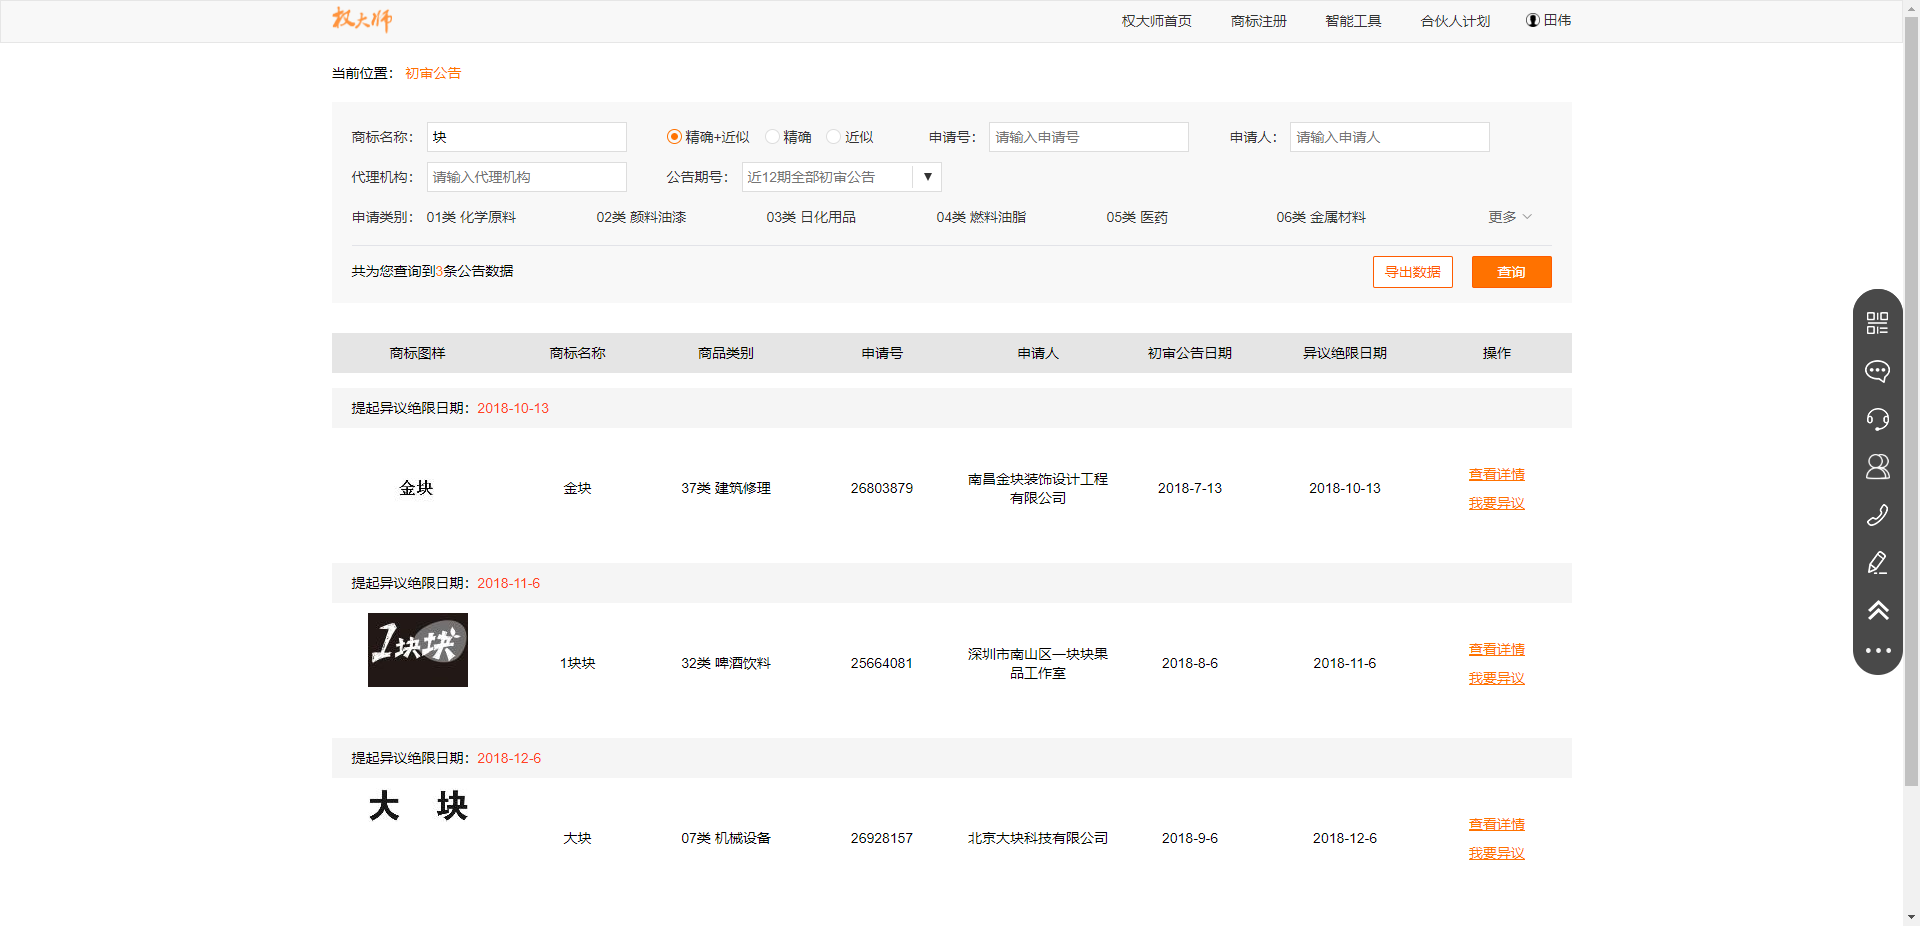 权大师 权大师首页 商标注册 智能工具 合伙人计划 田伟
当前位置： 初审公告
商标名称： 块 精确+近似 精确 近似 申请号： 请输入申请号 申请人： 请输入申请人
代理机构： 请输入代理机构 公告期号： 近12期全部初审公告
申请类别： 01类 化学原料 02类 颜料油漆 03类 日化用品 04类 燃料油脂 05类 医药 06类 金属材料 更多
共为您查询到3条公告数据 导出数据 查询
商标图样 商标名称 商品类别 申请号 申请人 初审公告日期 异议绝限日期 操作
提起异议绝限日期：2018-10-13
金块 金块 37类 建筑修理 26803879 南昌金块装饰设计工程 2018-7-13 2018-10-13 查看详情
有限公司 我要异议
提起异议绝限日期：2018-11-6
1块块 1块块 32类 啤酒饮料 25664081 深圳市南山区一块块果 2018-8-6 2018-11-6 查看详情
品工作室 我要异议
提起异议绝限日期：2018-12-6
大 块 大块 07类 机械设备 26928157 北京大块科技有限公司 2018-9-6 2018-12-6 查看详情
我要异议